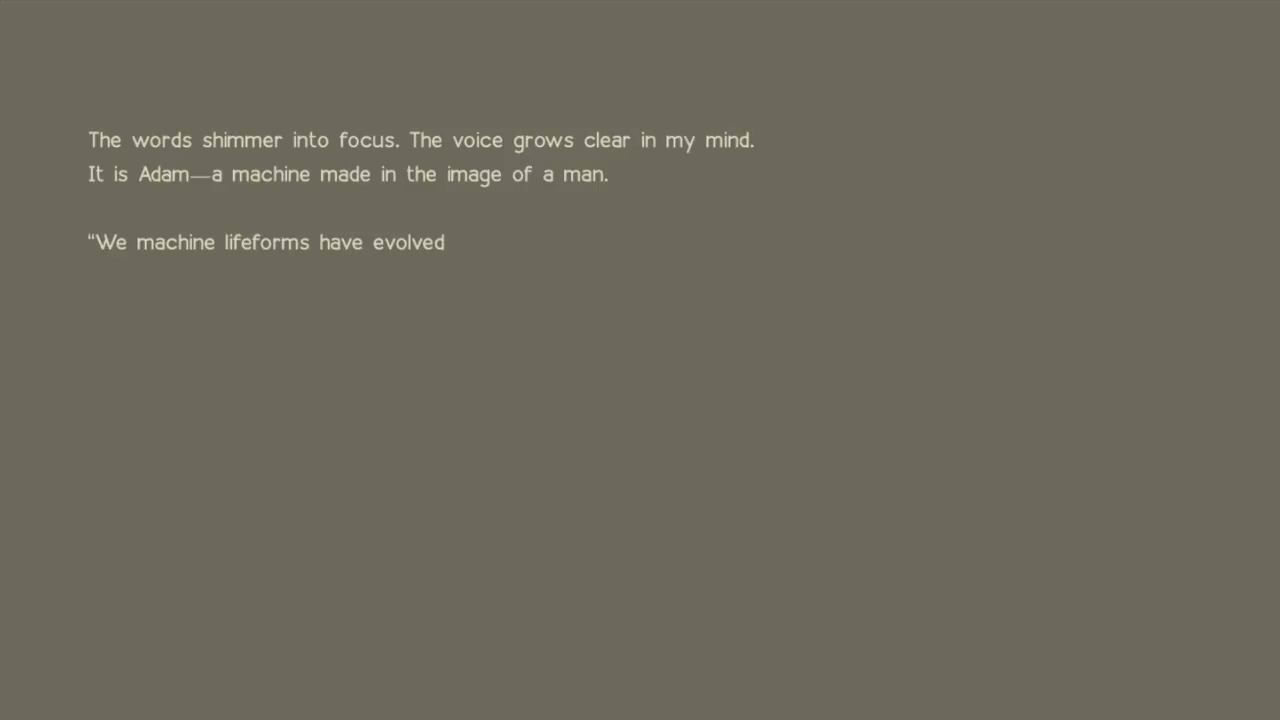 The words shimmer into focus. The voice grows clear in my mind.
It is Adam—a machine made in the image of a man.
“We machine lifeforms have evolved